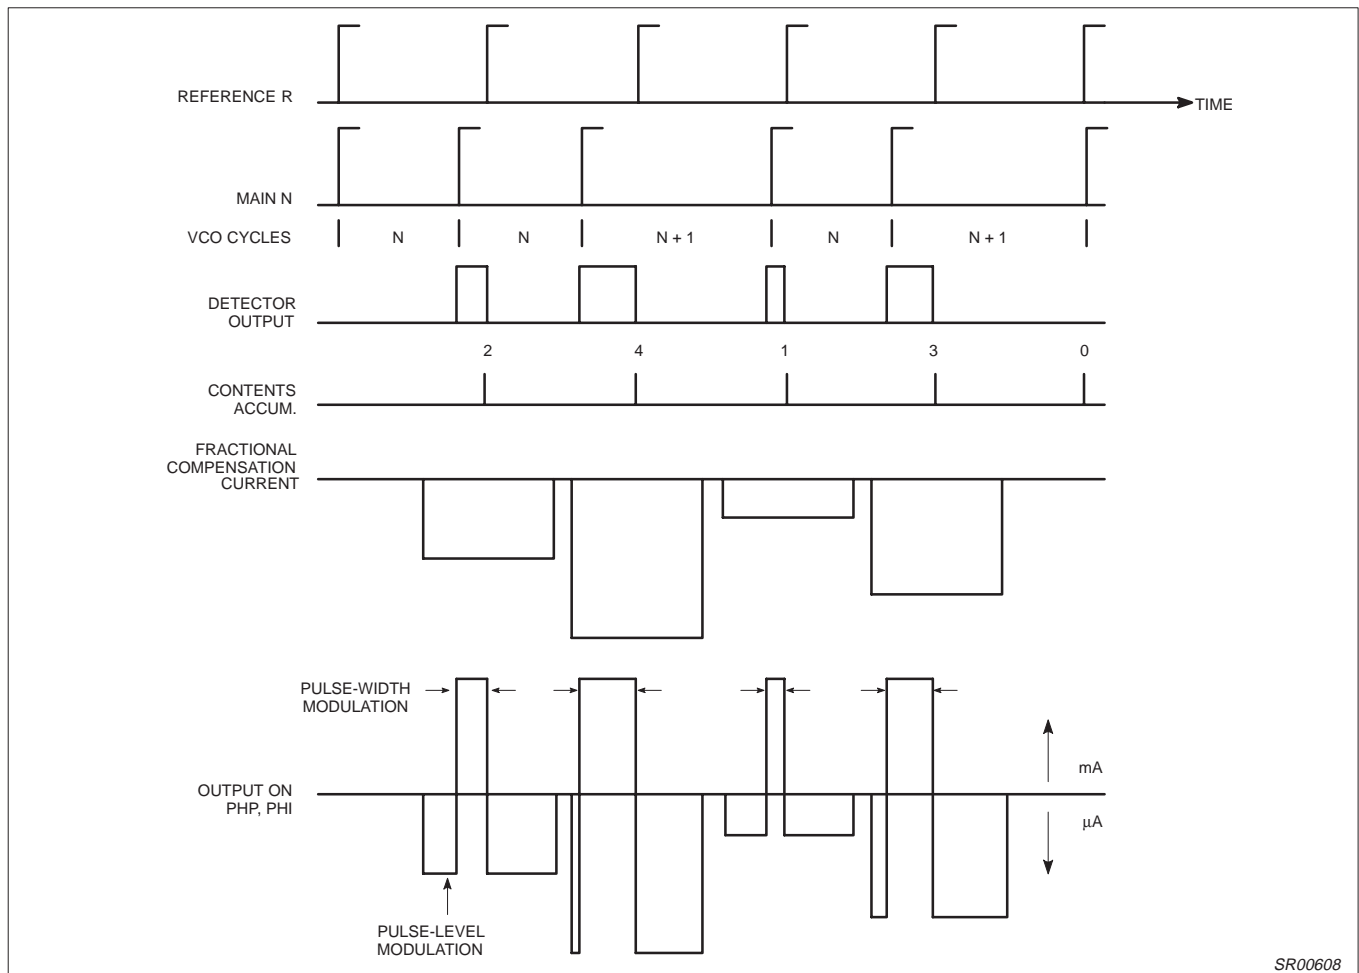 REFERENCE R
TIME
MAIN N
VCO CYCLES
N
N
N + 1
N
N + 1
DETECTOR
OUTPUT
2
4
1
3
0
CONTENTS
ACCUM.
FRACTIONAL
COMPENSATION
CURRENT
PULSE-WIDTH
MODULATION
mA
OUTPUT ON
PHP, PHI
μA
PULSE-LEVEL
MODULATION
SR00608